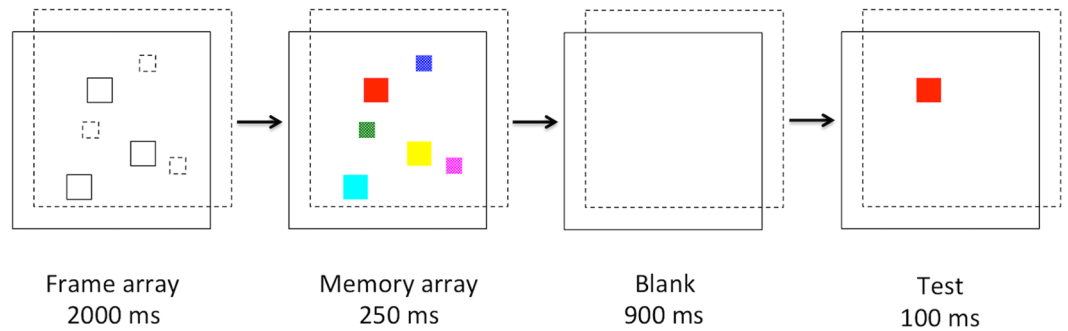 Frame array
2000 ms
Memory array
250 ms
Blank
900 ms
Test
100 ms